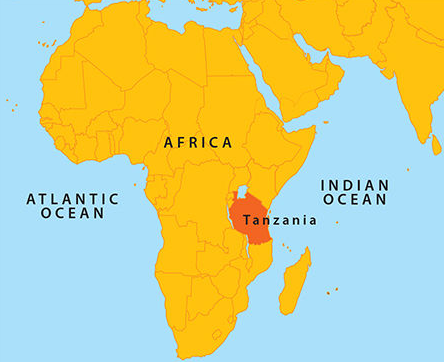 AFRICA
ATLANTIC
OCEAN
INDIAN
OCEAN
Tanzania